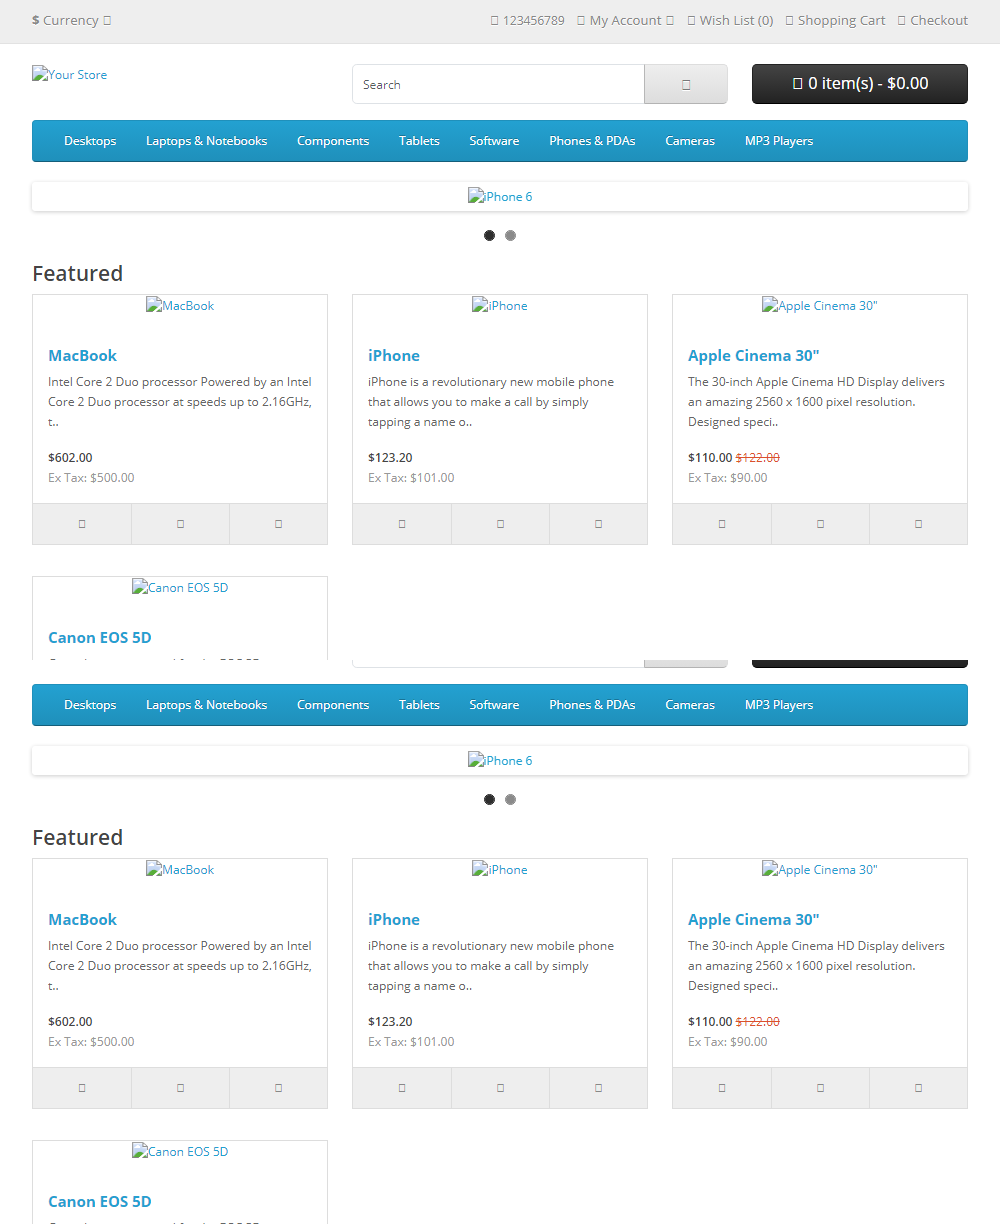 $ Currency
123456789 My Account Wish List (0) Shopping Cart Checkout
Your Store
Search
0 item(s) - $0.00
Desktops Laptops & Notebooks Components Tablets Software Phones & PDAs Cameras MP3 Players
iPhone 6
Featured
MacBook
MacBook
Intel Core 2 Duo processor Powered by an Intel
Core 2 Duo processor at speeds up to 2.16GHz,
t..
$602.00
Ex Tax: $500.00
iPhone
iPhone
iPhone is a revolutionary new mobile phone
that allows you to make a call by simply
tapping a name o..
$123.20
Ex Tax: $101.00
Apple Cinema 30"
Apple Cinema 30"
The 30-inch Apple Cinema HD Display delivers
an amazing 2560 x 1600 pixel resolution.
Designed speci..
$110.00 $122.00
Ex Tax: $90.00
Canon EOS 5D
Canon EOS 5D
Desktops Laptops & Notebooks Components Tablets Software Phones & PDAs Cameras MP3 Players
iPhone 6
Featured
MacBook
MacBook
Intel Core 2 Duo processor Powered by an Intel
Core 2 Duo processor at speeds up to 2.16GHz,
t..
$602.00
Ex Tax: $500.00
iPhone
iPhone
iPhone is a revolutionary new mobile phone
that allows you to make a call by simply
tapping a name o..
$123.20
Ex Tax: $101.00
Apple Cinema 30"
Apple Cinema 30"
The 30-inch Apple Cinema HD Display delivers
an amazing 2560 x 1600 pixel resolution.
Designed speci..
$110.00 $122.00
Ex Tax: $90.00
Canon EOS 5D
Canon EOS 5D